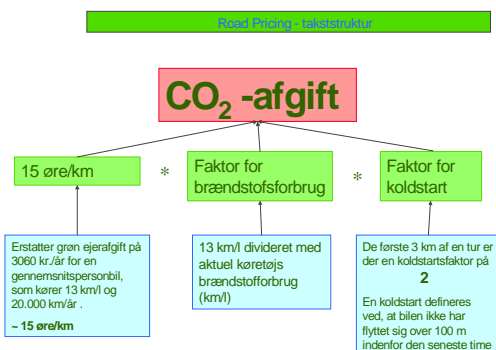 Road Pricing - takststruktur
CO2 -afgift
15 øre/km
*
Faktor for
brændstofsforbrug
*
Faktor for
koldstart
Erstatter grøn ejerafgift på
3060 kr./år for en
gennemsnitspersonbil,
som kører 13 km/l og
20.000 km/år .
~ 15 øre/km
13 km/l divideret med
aktuel køretøjs
brændstofforbrug
(km/l)
De første 3 km af en tur er
der en koldstartsfaktor på
2
En koldstart defineres
ved, at bilen ikke har
flyttet sig over 100 m
indenfor den seneste time